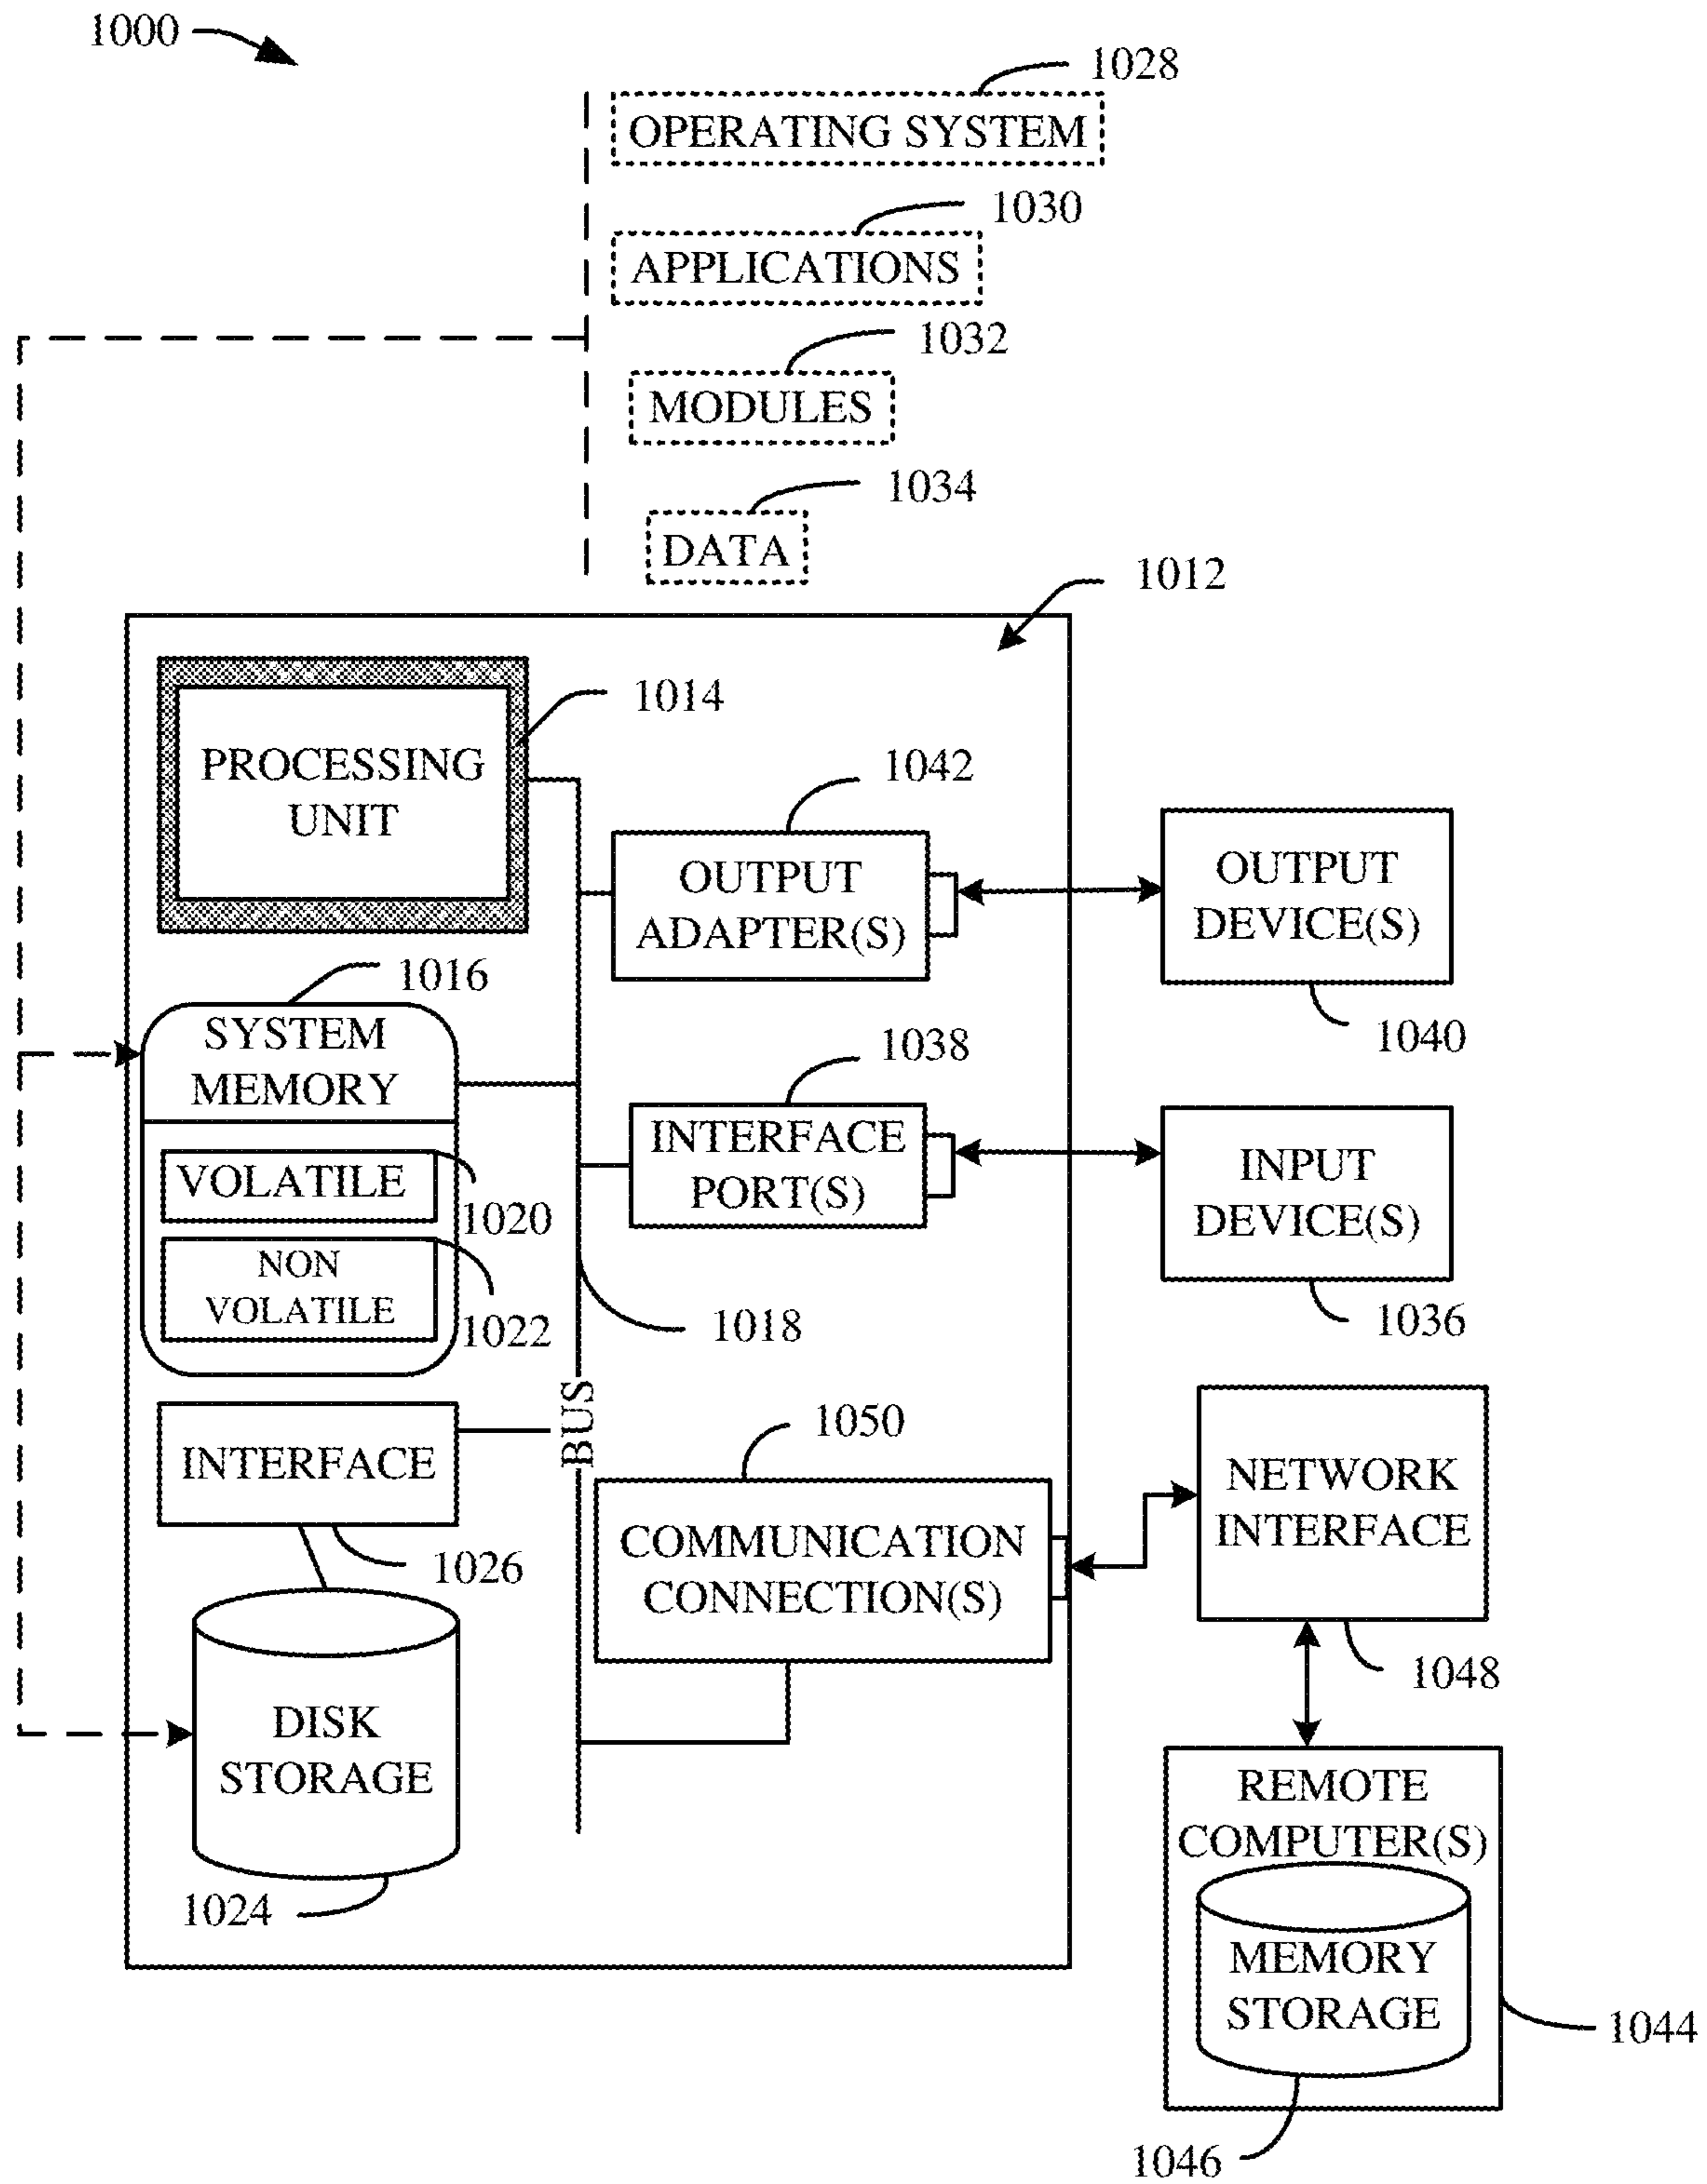 1000
1028
OPERATING SYSTEM
1030
APPLICATIONS
1032
MODULES
1034
DATA
1012
PROCESSING
UNIT
1014
1042
OUTPUT
ADAPTER(S)
OUTPUT
DEVICE(S)
1040
1016
SYSTEM
MEMORY
VOLATILE
1020
NON
VOLATILE
1022
1038
INTERFACE
PORT(S)
INPUT
DEVICE(S)
1036
1018
BUS
INTERFACE
1026
1050
COMMUNICATION
CONNECTION(S)
NETWORK
INTERFACE
1048
DISK
STORAGE
1024
REMOTE
COMPUTER(S)
MEMORY
STORAGE
1044
1046